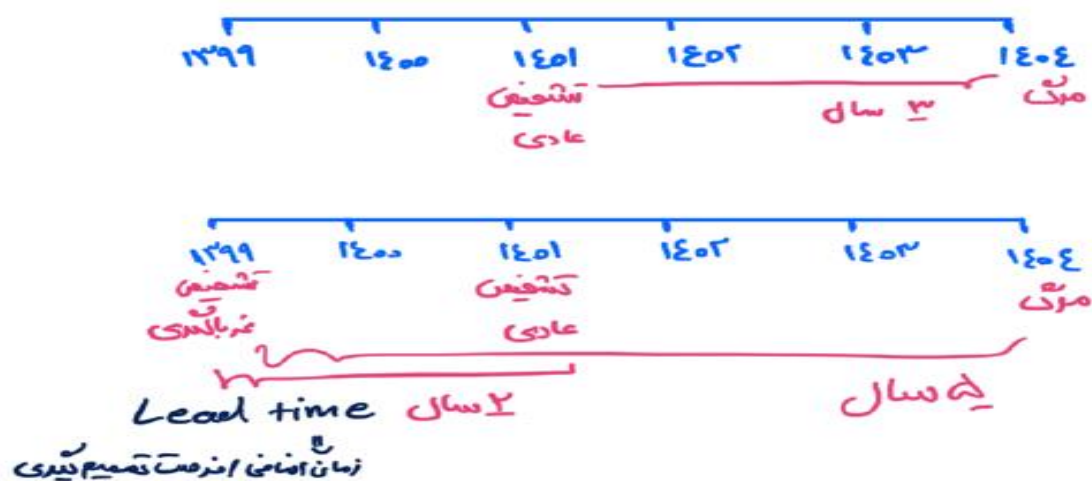 ۱۳۹۹ ۱۴۰۰ ۱۴۰۱ ۱۴۰۲ ۱۴۰۳ ۱۴۰۴
تشخیص ۳ سال مرگ
عادی
۱۳۹۹ ۱۴۰۰ ۱۴۰۱ ۱۴۰۲ ۱۴۰۳ ۱۴۰۴
تشخیص تشخیص مرگ
غربالگری عادی
Lead time ۲ سال ۵ سال
زمان اضافی / فرصت تصمیم گیری